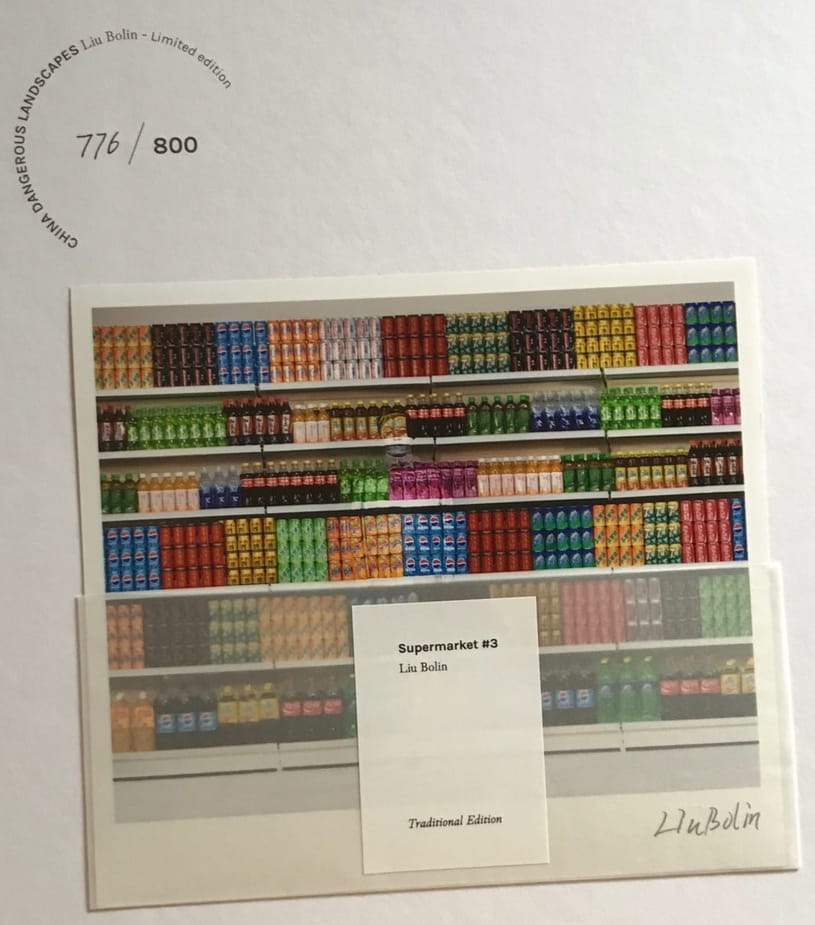 CHINA DANGEROUS LANDSCAPES Liu Bolin - Limited edition
776 / 800
Supermarket #3
Liu Bolin
Traditional Edition
LIuBolin